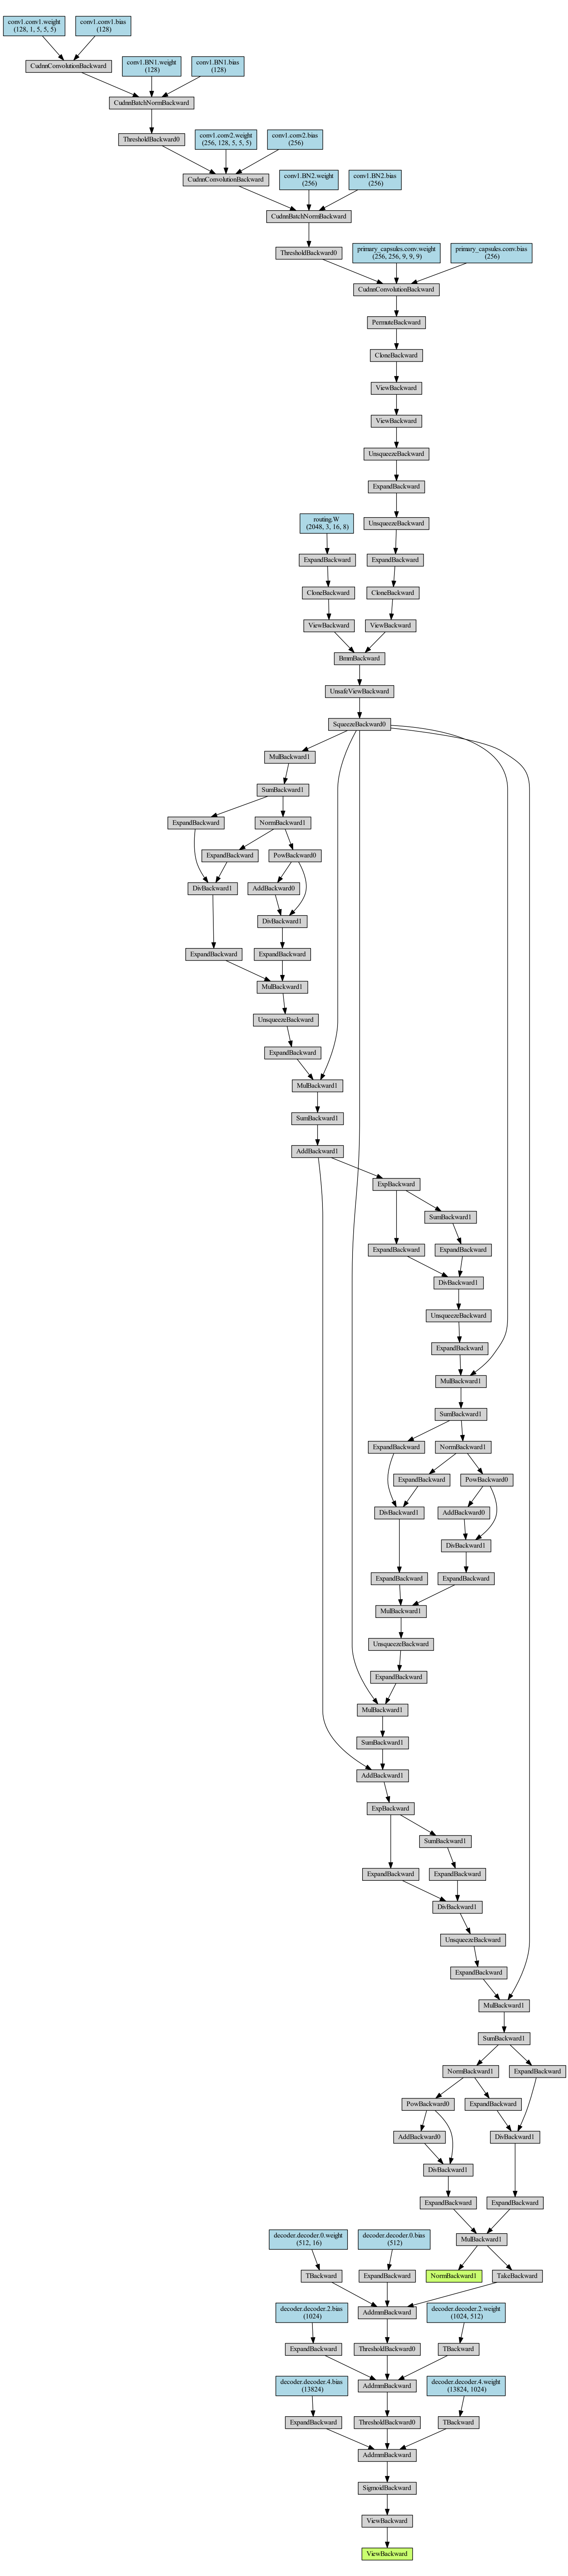 conv1.conv1.weight
(128, 1, 5, 5, 5)
conv1.conv1.bias
(128)
CudnnConvolutionBackward
conv1.BN1.weight
(128)
conv1.BN1.bias
(128)
CudnnBatchNormBackward
ThresholdBackward0
conv1.conv2.weight
(256, 128, 5, 5, 5)
conv1.conv2.bias
(256)
CudnnConvolutionBackward
conv1.BN2.weight
(256)
conv1.BN2.bias
(256)
CudnnBatchNormBackward
ThresholdBackward0
primary_capsules.conv.weight
(256, 256, 9, 9, 9)
primary_capsules.conv.bias
(256)
CudnnConvolutionBackward
PermuteBackward
CloneBackward
ViewBackward
ViewBackward
UnsqueezeBackward
ExpandBackward
routing.W
(2048, 3, 16, 8)
UnsqueezeBackward
ExpandBackward
ExpandBackward
CloneBackward
CloneBackward
ViewBackward
ViewBackward
BmmBackward
UnsafeViewBackward
SqueezeBackward0
MulBackward1
SumBackward1
ExpandBackward
NormBackward1
ExpandBackward
PowBackward0
DivBackward1
AddBackward0
DivBackward1
ExpandBackward
ExpandBackward
MulBackward1
UnsqueezeBackward
ExpandBackward
MulBackward1
SumBackward1
AddBackward1
ExpBackward
SumBackward1
ExpandBackward
ExpandBackward
DivBackward1
UnsqueezeBackward
ExpandBackward
MulBackward1
SumBackward1
ExpandBackward
NormBackward1
ExpandBackward
PowBackward0
DivBackward1
AddBackward0
DivBackward1
ExpandBackward
ExpandBackward
MulBackward1
UnsqueezeBackward
ExpandBackward
MulBackward1
SumBackward1
AddBackward1
ExpBackward
SumBackward1
ExpandBackward
ExpandBackward
DivBackward1
UnsqueezeBackward
ExpandBackward
MulBackward1
SumBackward1
NormBackward1
ExpandBackward
PowBackward0
ExpandBackward
AddBackward0
DivBackward1
DivBackward1
ExpandBackward
ExpandBackward
decoder.decoder.0.weight
(512, 16)
decoder.decoder.0.bias
(512)
MulBackward1
TBackward
ExpandBackward
NormBackward1
TakeBackward
decoder.decoder.2.bias
(1024)
AddmmBackward
decoder.decoder.2.weight
(1024, 512)
ExpandBackward
ThresholdBackward0
TBackward
decoder.decoder.4.bias
(13824)
AddmmBackward
decoder.decoder.4.weight
(13824, 1024)
ExpandBackward
ThresholdBackward0
TBackward
AddmmBackward
SigmoidBackward
ViewBackward
ViewBackward